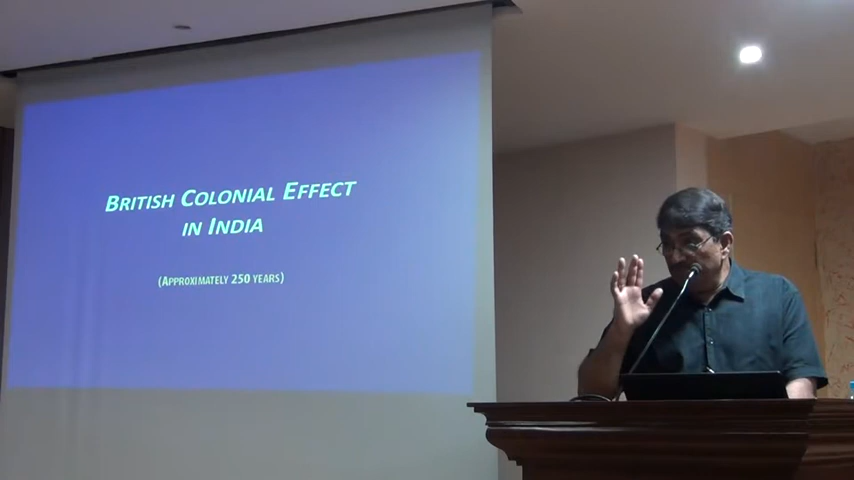 BRITISH COLONIAL EFFECT
IN INDIA
(APPROXIMATELY 250 YEARS)